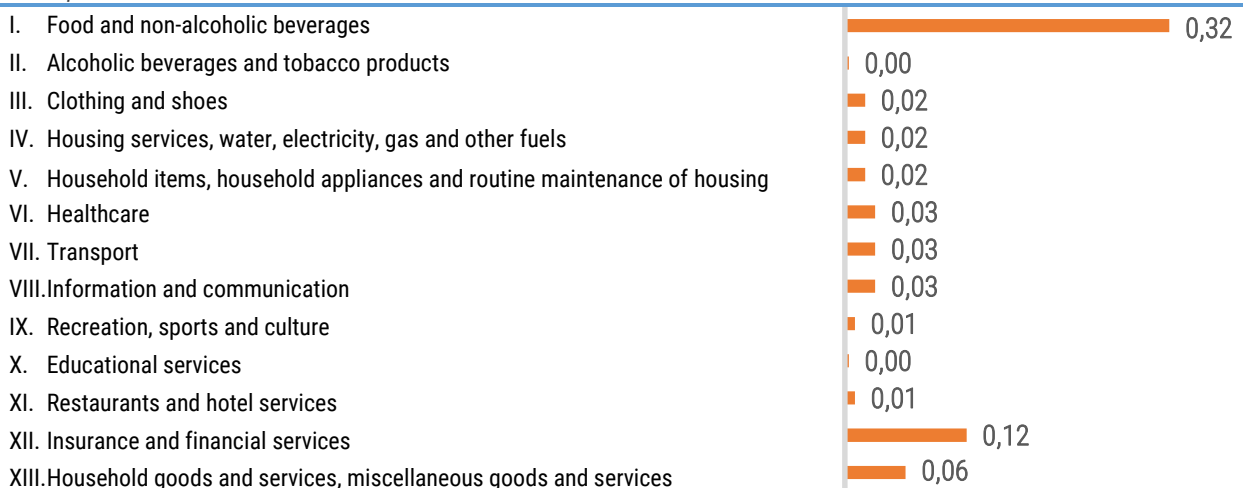 I. Food and non-alcoholic beverages 0,32
II. Alcoholic beverages and tobacco products 0,00
III. Clothing and shoes 0,02
IV. Housing services, water, electricity, gas and other fuels 0,02
V. Household items, household appliances and routine maintenance of housing 0,02
VI. Healthcare 0,03
VII. Transport 0,03
VIII.Information and communication 0,03
IX. Recreation, sports and culture 0,01
X. Educational services 0,00
XI. Restaurants and hotel services 0,01
XII. Insurance and financial services 0,12
XIII.Household goods and services, miscellaneous goods and services 0,06